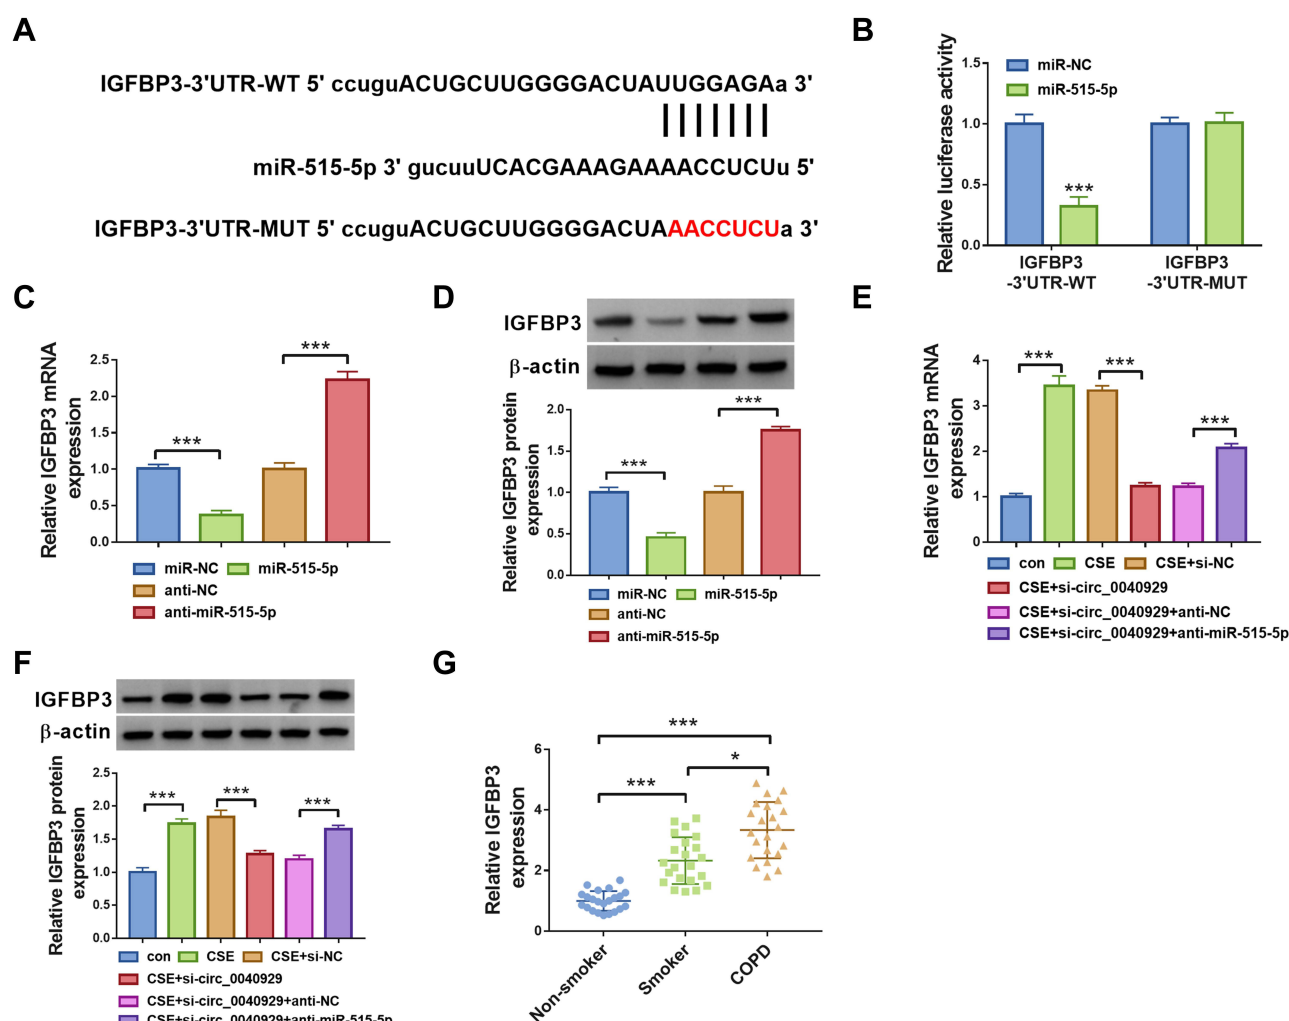 A
IGFBP3-3'UTR-WT 5' ccuguACUGCUUGGGGACUAUUGGAGAa 3'
miR-515-5p 3' gucuuUCACGAAAGAAAACCUCUu 5'
IGFBP3-3'UTR-MUT 5' ccuguACUGCUUGGGGACUAAACCUCUa 3'
B
Relative luciferase activity
1.5
1.0
0.5
0.0
miR-NC
miR-515-5p
***
IGFBP3
-3'UTR-WT
IGFBP3
-3'UTR-MUT
C
Relative IGFBP3 mRNA
expression
2.5
2.0
1.5
1.0
0.5
0.0
***
***
miR-NC
miR-515-5p
anti-NC
anti-miR-515-5p
D
IGFBP3
β-actin
Relative IGFBP3 protein
expression
2.0
1.5
1.0
0.5
0.0
***
***
miR-NC
miR-515-5p
anti-NC
anti-miR-515-5p
E
Relative IGFBP3 mRNA
expression
4
3
2
1
0
***
***
***
con
CSE
CSE+si-NC
CSE+si-circ_0040929
CSE+si-circ_0040929+anti-NC
CSE+si-circ_0040929+anti-miR-515-5p
F
IGFBP3
β-actin
Relative IGFBP3 protein
expression
2.5
2.0
1.5
1.0
0.5
0.0
***
***
***
con
CSE
CSE+si-NC
CSE+si-circ_0040929
CSE+si-circ_0040929+anti-NC
CSE+si-circ_0040929+anti-miR-515-5p
G
Relative IGFBP3
expression
6
4
2
0
***
***
*
Non-smoker
Smoker
COPD